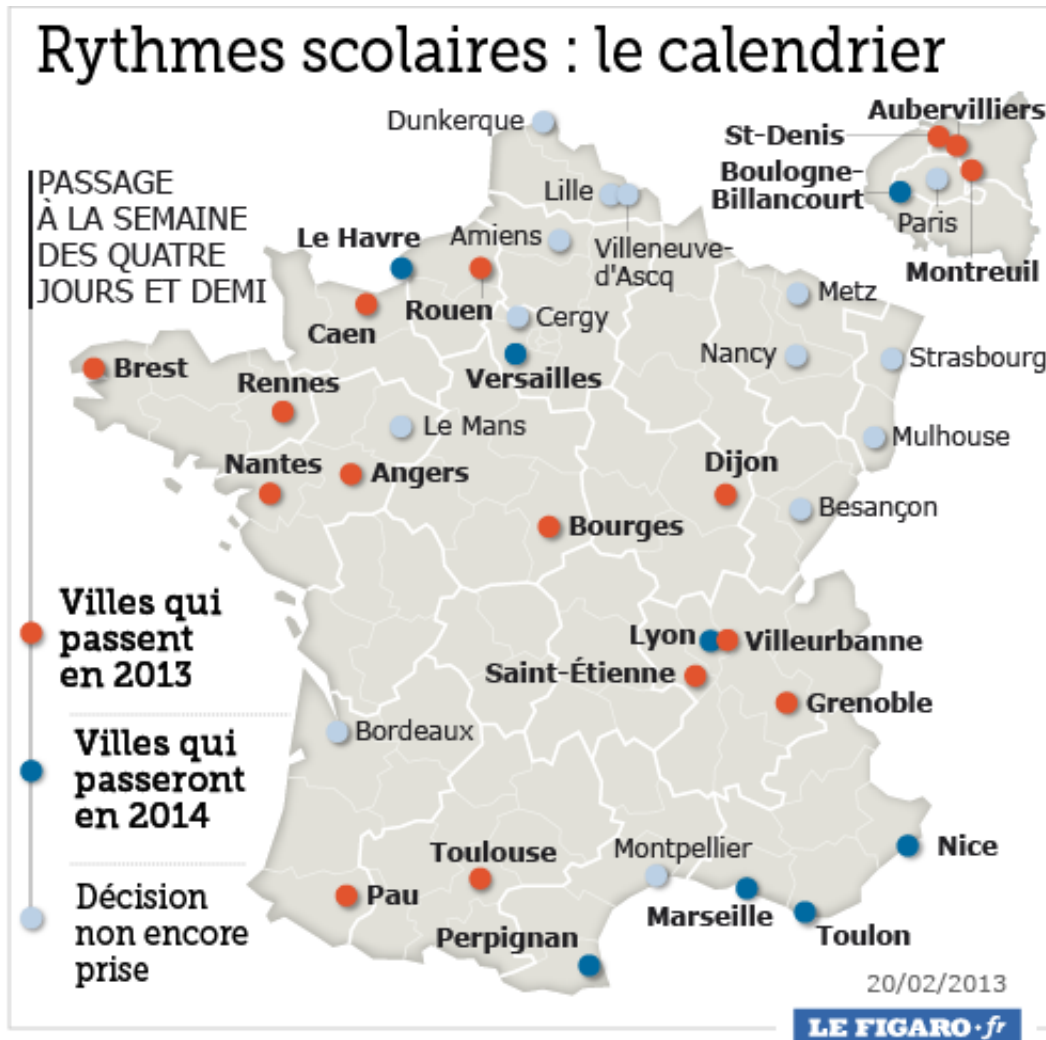 Rythmes scolaires : le calendrier
PASSAGE
À LA SEMAINE
DES QUATRE
JOURS ET DEMI
Dunkerque
Lille
Villeneuve-
d'Ascq
Amiens
Le Havre
Rouen
Caen
Cergy
Versailles
Metz
Nancy
Strasbourg
Mulhouse
Brest
Rennes
Le Mans
Nantes
Angers
Dijon
Besançon
Bourges
Aubervilliers
St-Denis
Boulogne-
Billancourt
Paris
Montreuil
Villes qui
passent
en 2013
Villes qui
passeront
en 2014
Décision
non encore
prise
Lyon
Villeurbanne
Saint-Étienne
Grenoble
Bordeaux
Toulouse
Pau
Montpellier
Nice
Marseille
Toulon
Perpignan
20/02/2013
LE FIGARO·fr